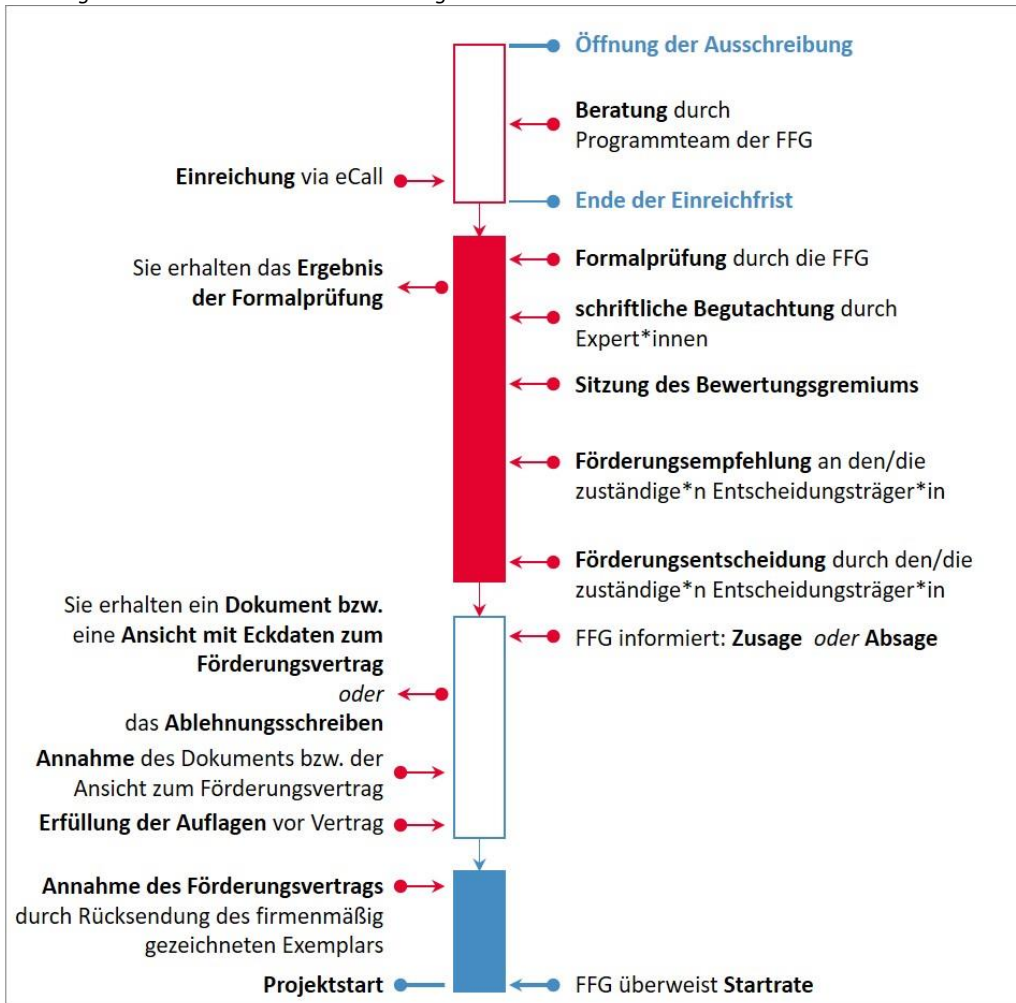 Öffnung der Ausschreibung
Beratung durch
Programmteam der FFG
Einreichung via eCall
Ende der Einreichfrist
Formalprüfung durch die FFG
Sie erhalten das Ergebnis
der Formalprüfung
schriftliche Begutachtung durch
Expert*innen
Sitzung des Bewertungsgremiums
Förderungsempfehlung an den/die
zuständige*n Entscheidungsträger*in
Förderungsentscheidung durch den/die
zuständige*n Entscheidungsträger*in
FFG informiert: Zusage oder Absage
Sie erhalten ein Dokument bzw.
eine Ansicht mit Eckdaten zum
Förderungsvertrag
oder
das Ablehnungsschreiben
Annahme des Dokuments bzw. der
Ansicht zum Förderungsvertrag
Erfüllung der Auflagen vor Vertrag
Annahme des Förderungsvertrags
durch Rücksendung des firmenmäßig
gezeichneten Exemplars
Projektstart
FFG überweist Startrate